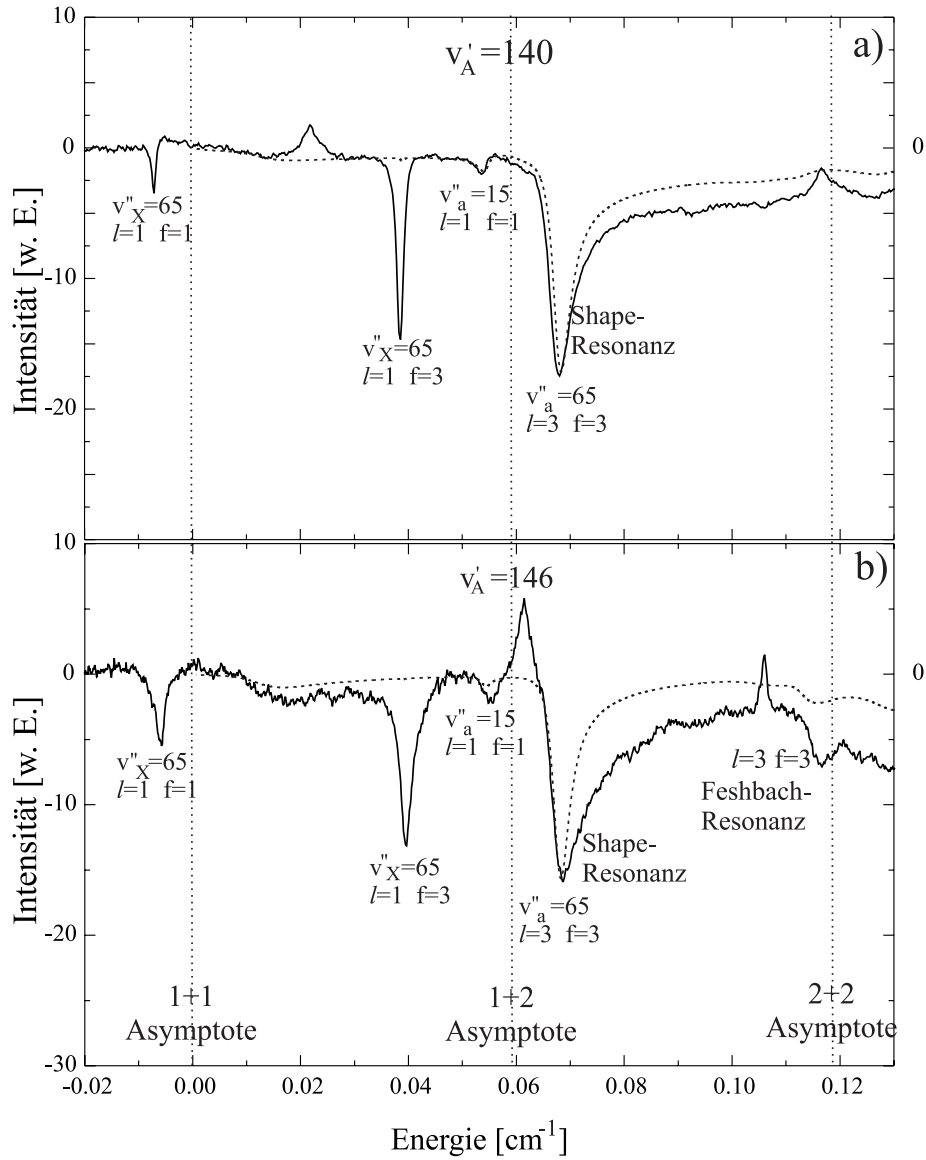 10
v'A=140
a)
0
0
v"X=65
l=1 f=1
v"a=15
l=1 f=1
Intensität [w. E.]
-10
Shape-
Resonanz
v"X=65
l=1 f=3
v"a=65
l=3 f=3
-20
10
v'A=146
b)
0
0
v"a=15
l=1 f=1
v"X=65
l=1 f=1
l=3 f=3
Feshbach-
Resonanz
Intensität [w. E.]
-10
Shape-
Resonanz
v"X=65
l=1 f=3
v"a=65
l=3 f=3
-20
1+1
Asymptote
1+2
Asymptote
2+2
Asymptote
-30
-0.02 0.00 0.02 0.04 0.06 0.08 0.10 0.12
Energie [cm-1]